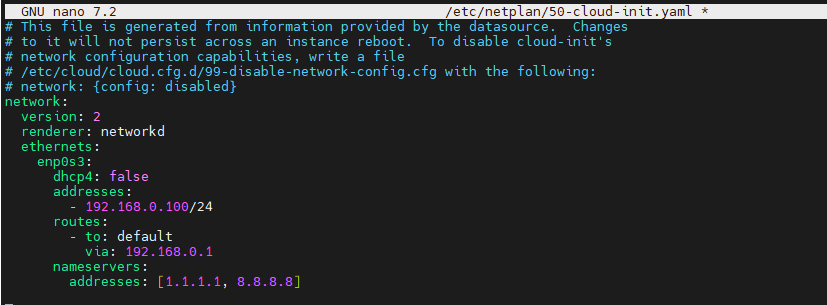 GNU nano 7.2 /etc/netplan/50-cloud-init.yaml *
# This file is generated from information provided by the datasource.  Changes
# to it will not persist across an instance reboot.  To disable cloud-init's
# network configuration capabilities, write a file
# /etc/cloud/cloud.cfg.d/99-disable-network-config.cfg with the following:
# network: {config: disabled}
network:
  version: 2
  renderer: networkd
  ethernets:
    enp0s3:
      dhcp4: false
      addresses:
        - 192.168.0.100/24
      routes:
        - to: default
          via: 192.168.0.1
      nameservers:
        addresses: [1.1.1.1, 8.8.8.8]